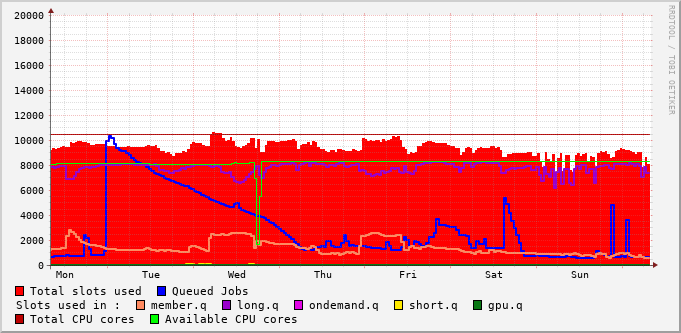 20000
18000
16000
14000
12000
10000
8000
6000
4000
2000
0
Mon Tue Wed Thu Fri Sat Sun
Total slots used Queued Jobs
Slots used in : member.q long.q ondemand.q short.q gpu.q
Total CPU cores Available CPU cores
RRDTOOL / TOBI OETIKER